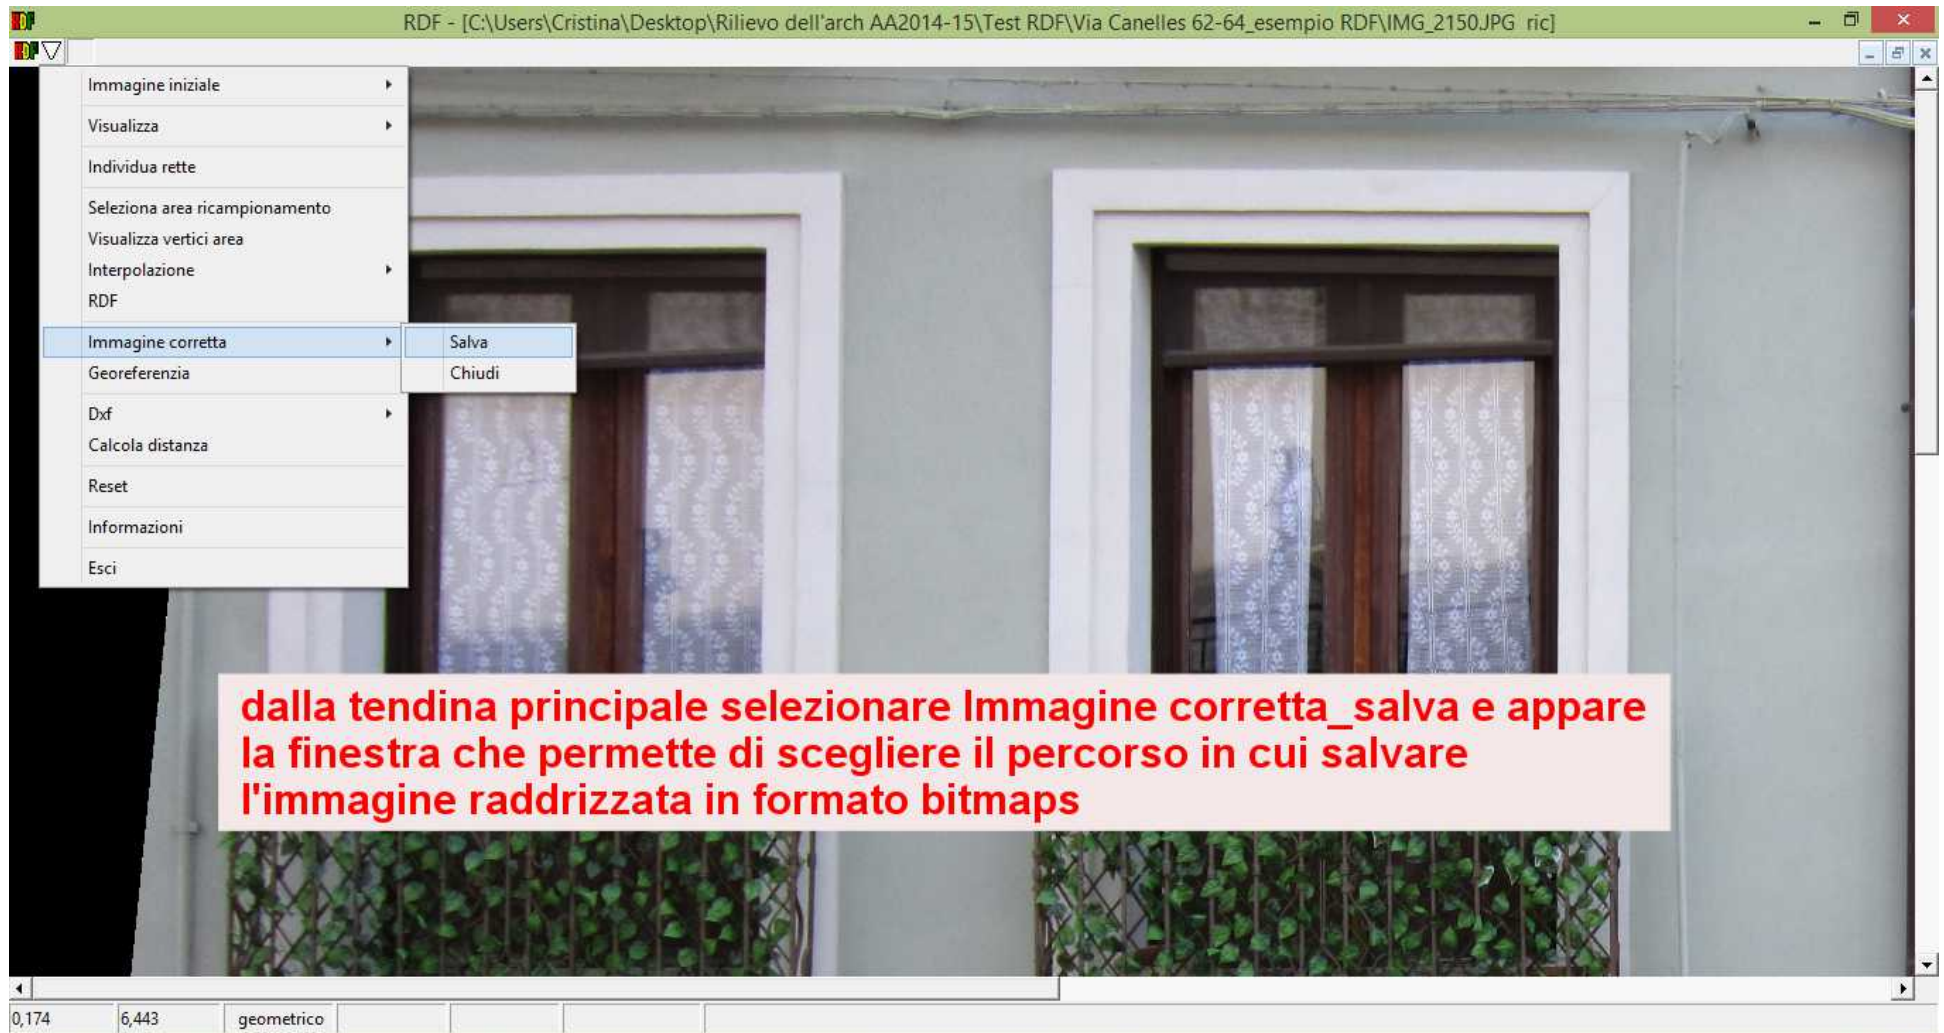 RDF - [C:\Users\Cristina\Desktop\Rilievo dell'arch AA2014-15\Test RDF\Via Canelles 62-64_esempio RDF\IMG_2150.JPG ric]
RDF
Immagine iniziale
Visualizza
Individua rette
Seleziona area ricampionamento
Visualizza vertici area
Interpolazione
RDF
Immagine corretta
Salva
Georeferenzia
Chiudi
Dxf
Calcola distanza
Reset
Informazioni
Esci
dalla tendina principale selezionare Immagine corretta_salva e appare
la finestra che permette di scegliere il percorso in cui salvare
l'immagine raddrizzata in formato bitmaps
0,174 6,443 geometrico